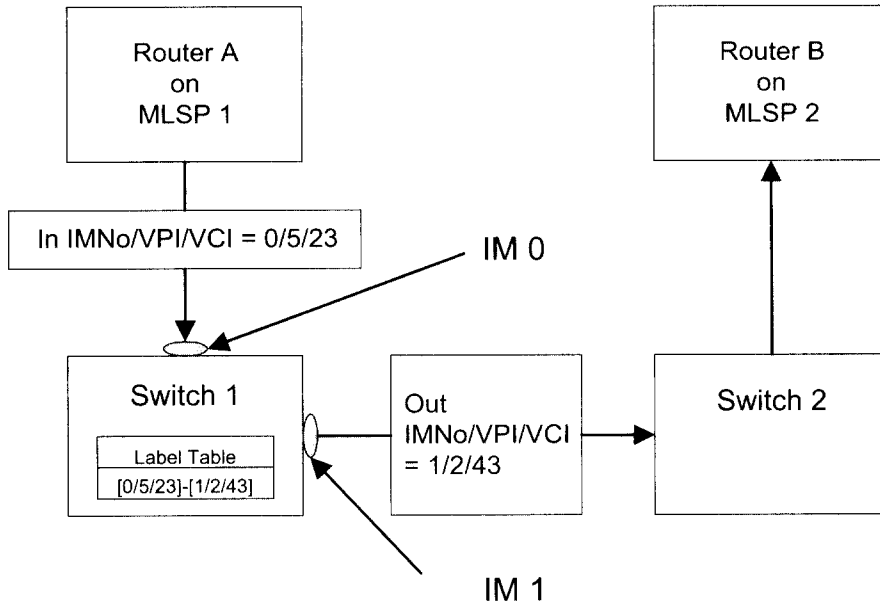 Router A
on
MLSP 1
Router B
on
MLSP 2
In IMNo/VPI/VCI = 0/5/23
IM 0
Switch 1
Label Table
[0/5/23]-[1/2/43]
Out
IMNo/VPI/VCI
= 1/2/43
Switch 2
IM 1